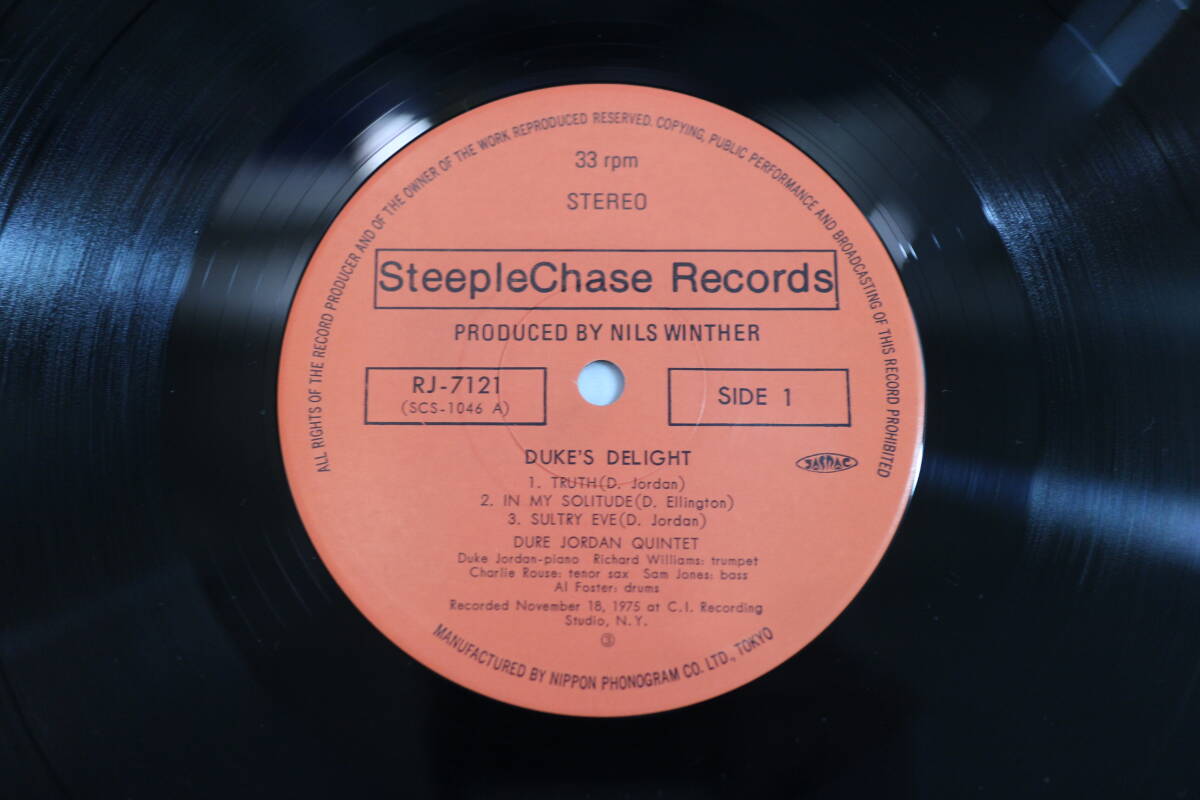 ALL RIGHTS OF THE RECORD PRODUCER AND OF THE OWNER OF THE WORK REPRODUCED RESERVED. COPYING, PUBLIC PERFORMANCE AND BROADCASTING OF THIS RECORD PROHIBITED
33 rpm
STEREO
SteepleChase Records
PRODUCED BY NILS WINTHER
RJ-7121
(SCS-1046 A)
SIDE 1
JASRAC
DUKE'S DELIGHT
1. TRUTH(D. Jordan)
2. IN MY SOLITUDE(D. Ellington)
3. SULTRY EVE(D. Jordan)
DURE JORDAN QUINTET
Duke Jordan-piano Richard Williams: trumpet
Charlie Rouse: tenor sax Sam Jones: bass
Al Foster: drums
Recorded November 18, 1975 at C.I. Recording
Studio, N.Y.
③
MANUFACTURED BY NIPPON PHONOGRAM CO. LTD., TOKYO